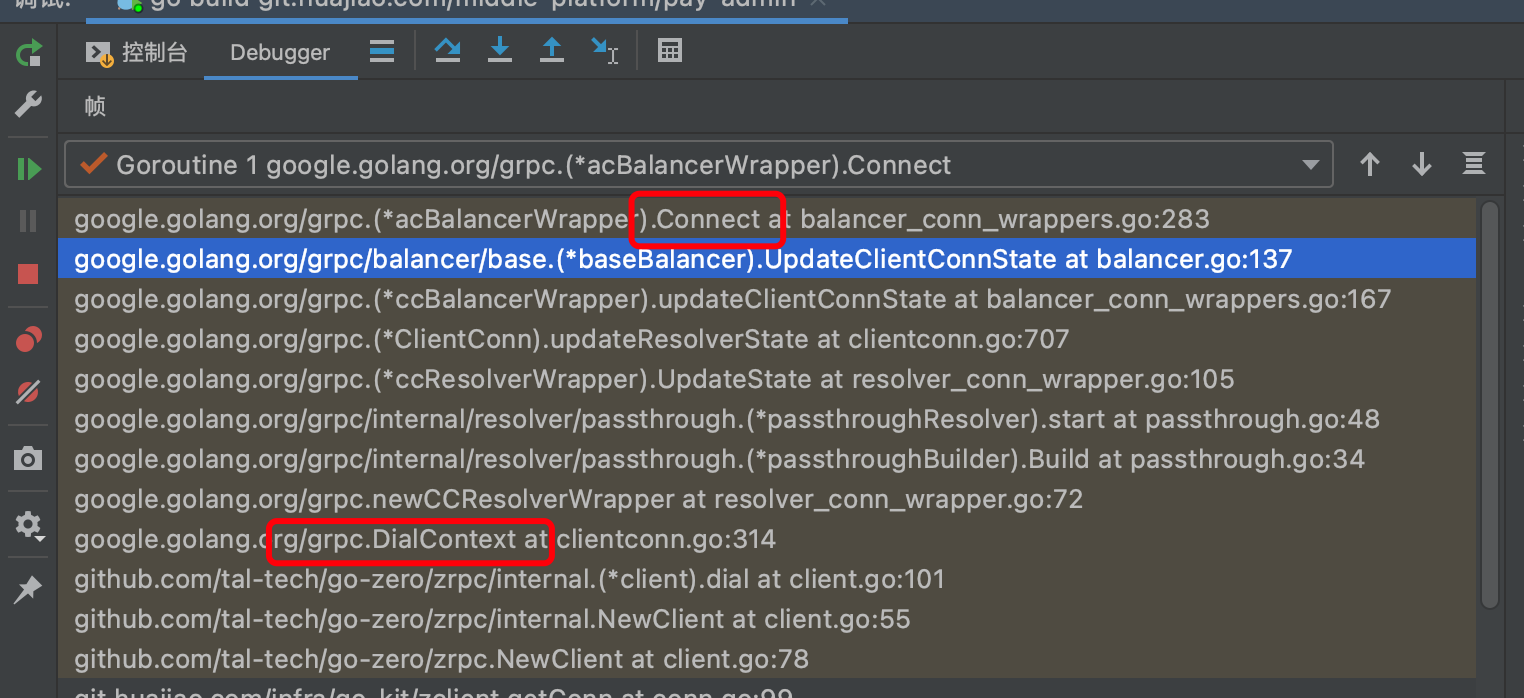 调试: go build git.huajiao.com/middle-platform/pay-admin ×
控制台 Debugger
帧
Goroutine 1 google.golang.org/grpc.(*acBalancerWrapper).Connect
google.golang.org/grpc.(*acBalancerWrapper).Connect at balancer_conn_wrappers.go:283
google.golang.org/grpc/balancer/base.(*baseBalancer).UpdateClientConnState at balancer.go:137
google.golang.org/grpc.(*ccBalancerWrapper).updateClientConnState at balancer_conn_wrappers.go:167
google.golang.org/grpc.(*ClientConn).updateResolverState at clientconn.go:707
google.golang.org/grpc.(*ccResolverWrapper).UpdateState at resolver_conn_wrapper.go:105
google.golang.org/grpc/internal/resolver/passthrough.(*passthroughResolver).start at passthrough.go:48
google.golang.org/grpc/internal/resolver/passthrough.(*passthroughBuilder).Build at passthrough.go:34
google.golang.org/grpc.newCCResolverWrapper at resolver_conn_wrapper.go:72
google.golang.org/grpc.DialContext at clientconn.go:314
github.com/tal-tech/go-zero/zrpc/internal.(*client).dial at client.go:101
github.com/tal-tech/go-zero/zrpc/internal.NewClient at client.go:55
github.com/tal-tech/go-zero/zrpc.NewClient at client.go:78
git.huajiao.com/infra/go-kit/zclient.getConn at conn.go:99